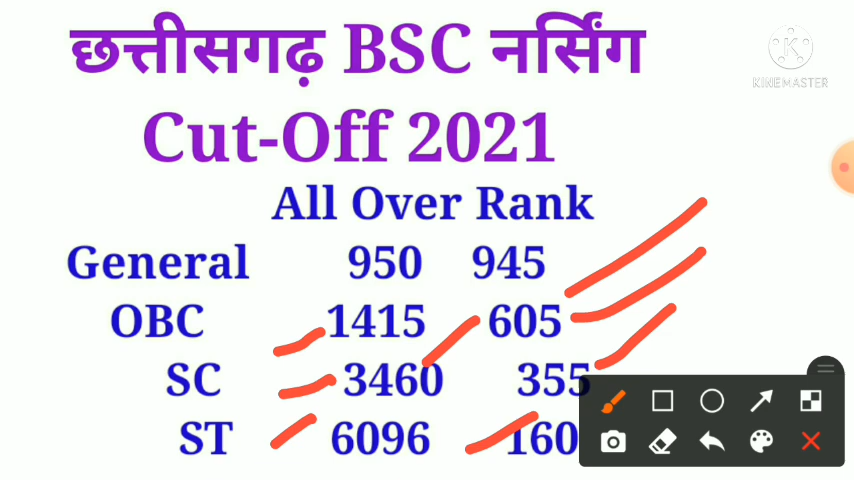 छत्तीसगढ़ BSC नर्सिंग
KINEMASTER
Cut-Off 2021
All Over Rank
General 950 945
OBC 1415 605
SC 3460 355
ST 6096 160